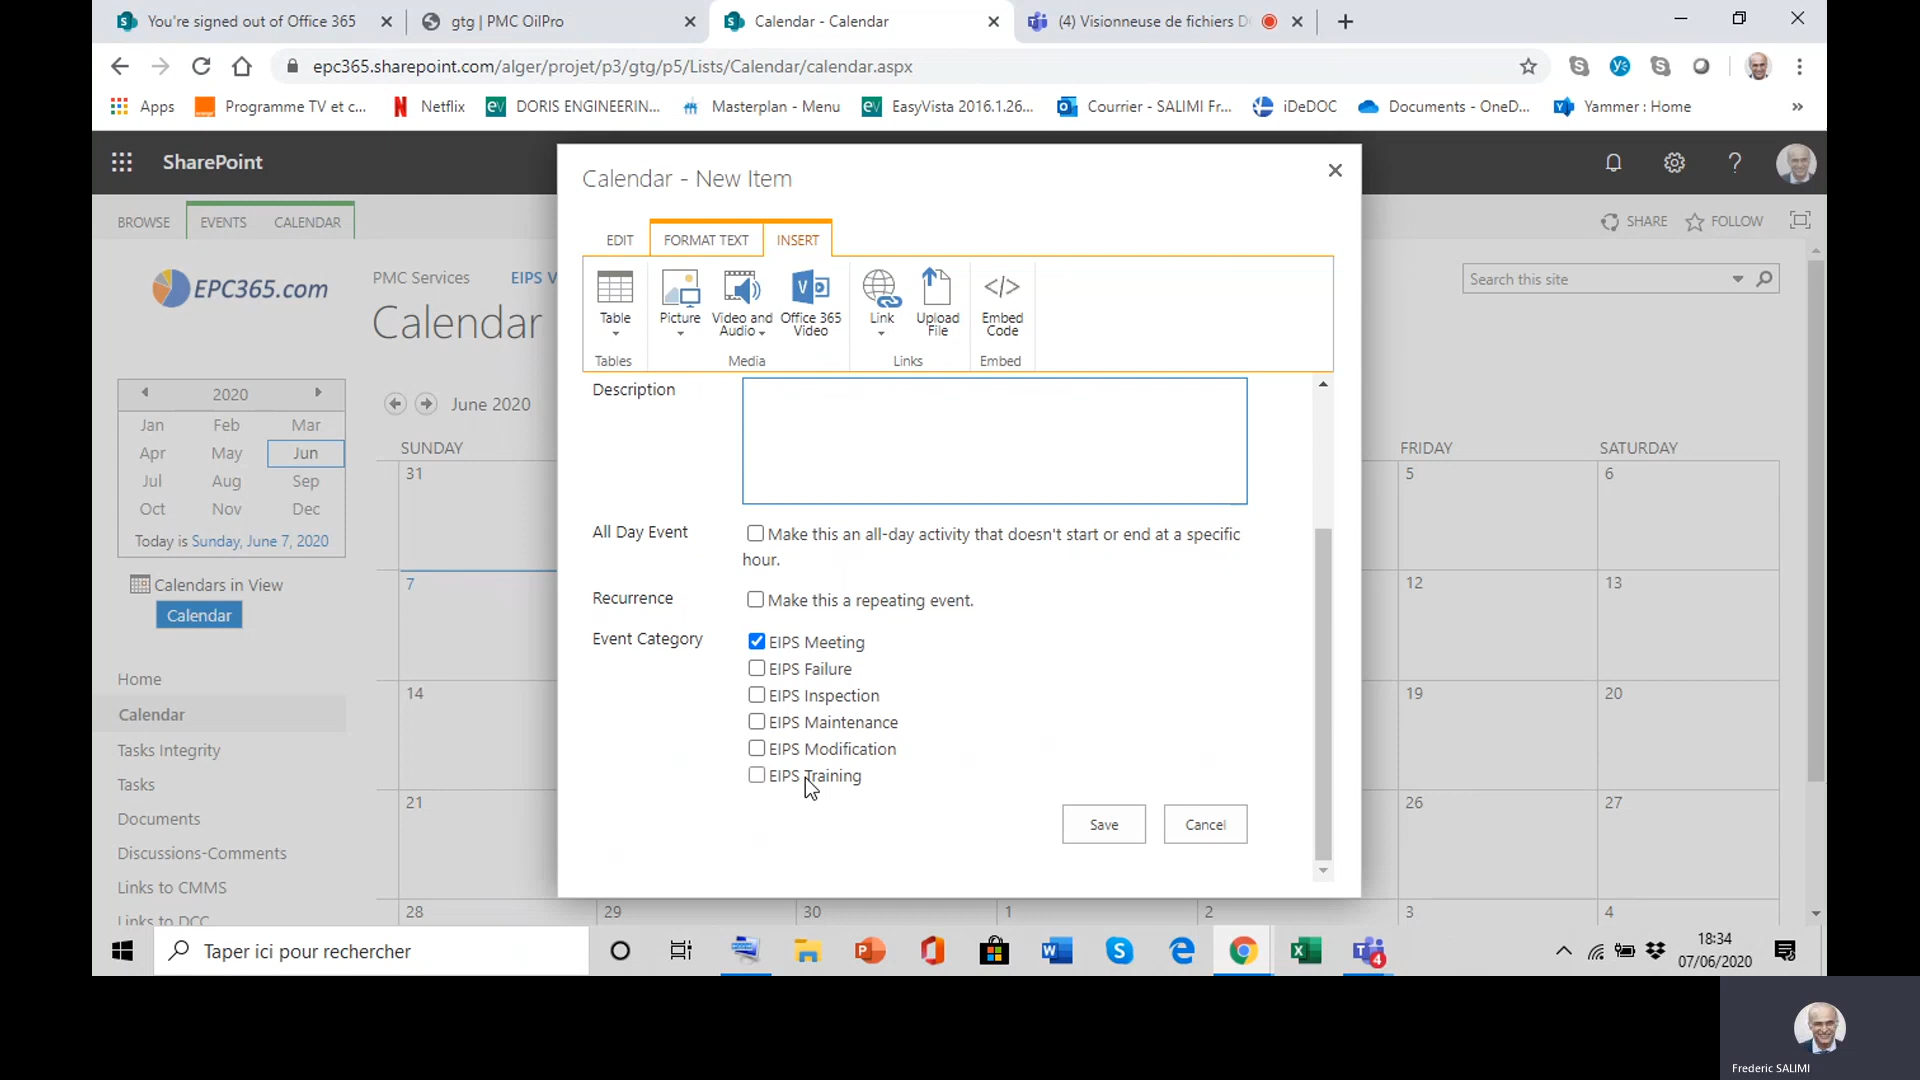 You're signed out of Office 365
gtg | PMC OilPro
Calendar - Calendar
(4) Visionneuse de fichiers D
epc365.sharepoint.com/alger/projet/p3/gtg/p5/Lists/Calendar/calendar.aspx
Apps
Programme TV et c...
Netflix
DORIS ENGINEERIN...
Masterplan - Menu
EasyVista 2016.1.26...
Courrier - SALIMI Fr...
iDeDOC
Documents - OneD...
Yammer : Home
SharePoint
BROWSE
EVENTS
CALENDAR
SHARE
FOLLOW
EPC365.com
PMC Services
EIPS V
Calendar
Search this site
2020
Jan Feb Mar
Apr May Jun
Jul Aug Sep
Oct Nov Dec
Today is Sunday, June 7, 2020
Calendars in View
Calendar
Home
Calendar
Tasks Integrity
Tasks
Documents
Discussions-Comments
Links to CMMS
Links to DCC
June 2020
SUNDAY FRIDAY SATURDAY
31 5 6
7 12 13
14 19 20
21 26 27
28 29 30 1 2 3 4
Calendar - New Item
EDIT
FORMAT TEXT
INSERT
Table
Picture
Video and
Audio
Office 365
Video
Link
Upload
File
Embed
Code
Tables
Media
Links
Embed
Description
All Day Event
Make this an all-day activity that doesn't start or end at a specific
hour.
Recurrence
Make this a repeating event.
Event Category
EIPS Meeting
EIPS Failure
EIPS Inspection
EIPS Maintenance
EIPS Modification
EIPS Training
Save
Cancel
Taper ici pour rechercher
4
18:34
07/06/2020
Frederic SALIMI